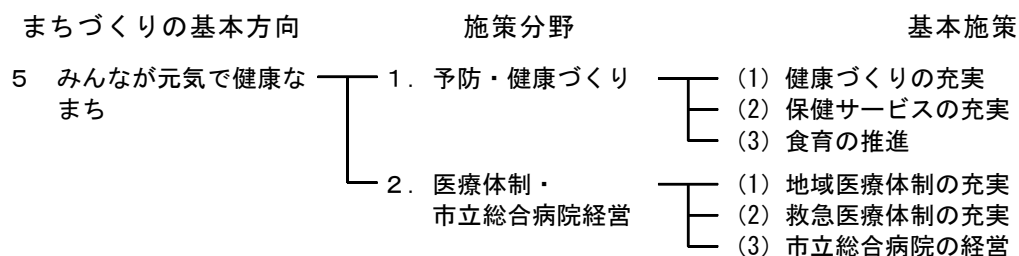 まちづくりの基本方向 施策分野 基本施策
5 みんなが元気で健康な 1. 予防・健康づくり (1) 健康づくりの充実
まち (2) 保健サービスの充実
(3) 食育の推進
2. 医療体制・ (1) 地域医療体制の充実
市立総合病院経営 (2) 救急医療体制の充実
(3) 市立総合病院の経営